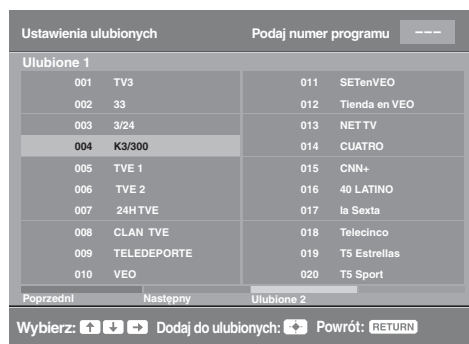 Ustawienia ulubionych Podaj numer programu ---
Ulubione 1
001 TV3
002 33
003 3/24
004 K3/300
005 TVE 1
006 TVE 2
007 24H TVE
008 CLAN TVE
009 TELEDEPORTE
010 VEO
011 SETenVEO
012 Tienda en VEO
013 NET TV
014 CUATRO
015 CNN+
016 40 LATINO
017 la Sexta
018 Telecinco
019 T5 Estrellas
020 T5 Sport
Poprzedni Następny Ulubione 2
Wybierz: ↑ ↓ → Dodaj do ulubionych: Powrót: RETURN